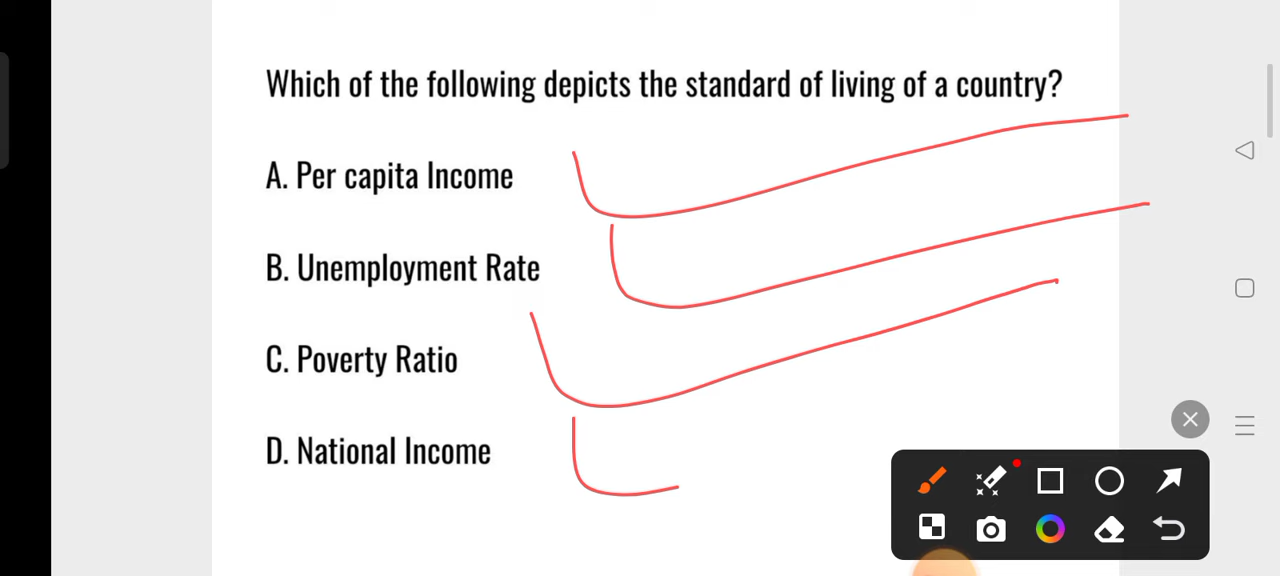 Which of the following depicts the standard of living of a country?
A. Per capita Income
B. Unemployment Rate
C. Poverty Ratio
D. National Income